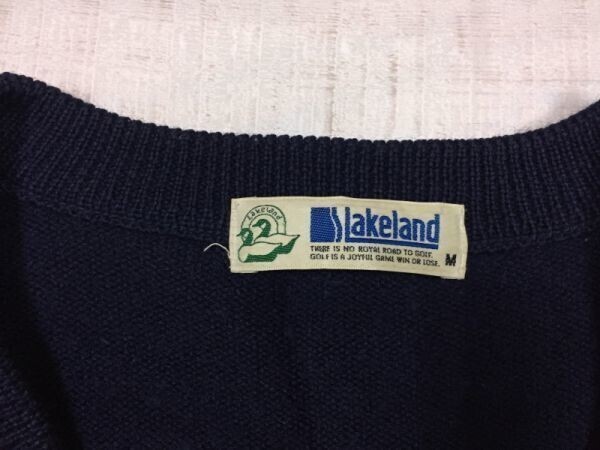 Lakeland
lakeland
THERE IS NO ROYAL ROAD TO GOLF.
GOLF IS A JOYFUL GAME WIN OR LOSE.
M